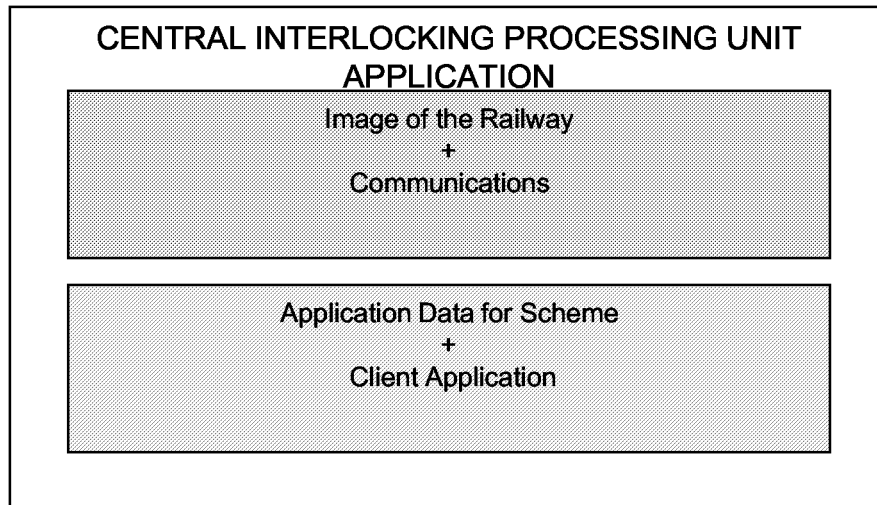 CENTRAL INTERLOCKING PROCESSING UNIT
APPLICATION
Image of the Railway
+
Communications
Application Data for Scheme
+
Client Application